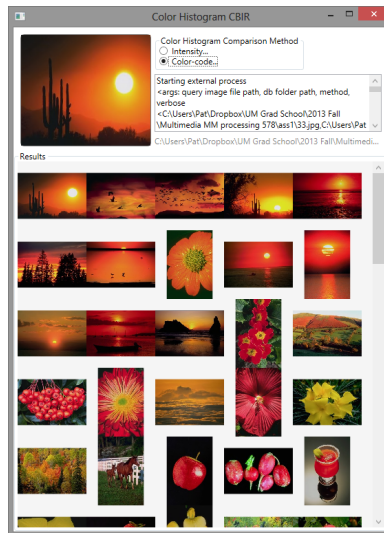 Color Histogram CBIR
Color Histogram Comparison Method
Intensity...
Color-code...
Starting external process
<args: query image file path, db folder path, method,
verbose
<C:\Users\Pat\Dropbox\UM Grad School\2013 Fall
\Multimedia MM processing 578\ass1\33.jpg,C:\Users\Pat
C:\Users\Pat\Dropbox\UM Grad School\2013 Fall\Multimedi...
Results